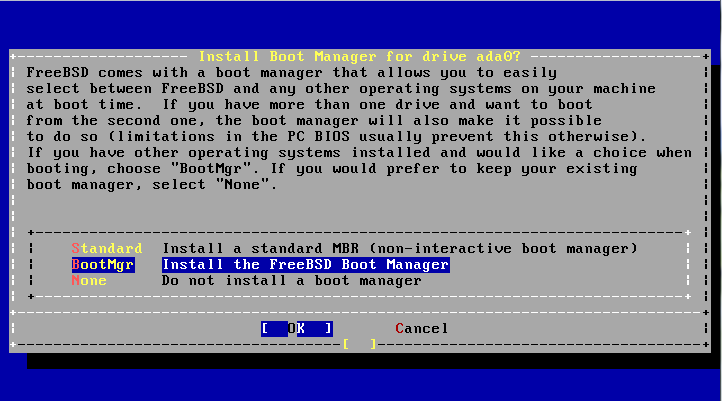 Install Boot Manager for drive ada0?
FreeBSD comes with a boot manager that allows you to easily
select between FreeBSD and any other operating systems on your machine
at boot time.  If you have more than one drive and want to boot
from the second one, the boot manager will also make it possible
to do so (limitations in the PC BIOS usually prevent this otherwise).
If you have other operating systems installed and would like a choice when
booting, choose "BootMgr". If you would prefer to keep your existing
boot manager, select "None".
Standard  Install a standard MBR (non-interactive boot manager)
BootMgr   Install the FreeBSD Boot Manager
None      Do not install a boot manager
[  OK  ]       Cancel
[  ]